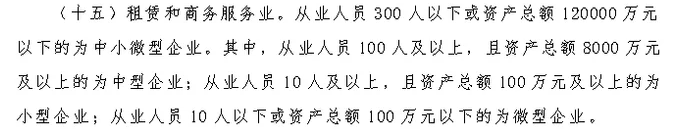 （十五）租赁和商务服务业。从业人员 300 人以下或资产总额 120000 万元
以下的为中小微型企业。其中，从业人员 100 人及以上，且资产总额 8000 万元
及以上的为中型企业；从业人员 10 人及以上，且资产总额 100 万元及以上的为
小型企业；从业人员 10 人以下或资产总额 100 万元以下的为微型企业。